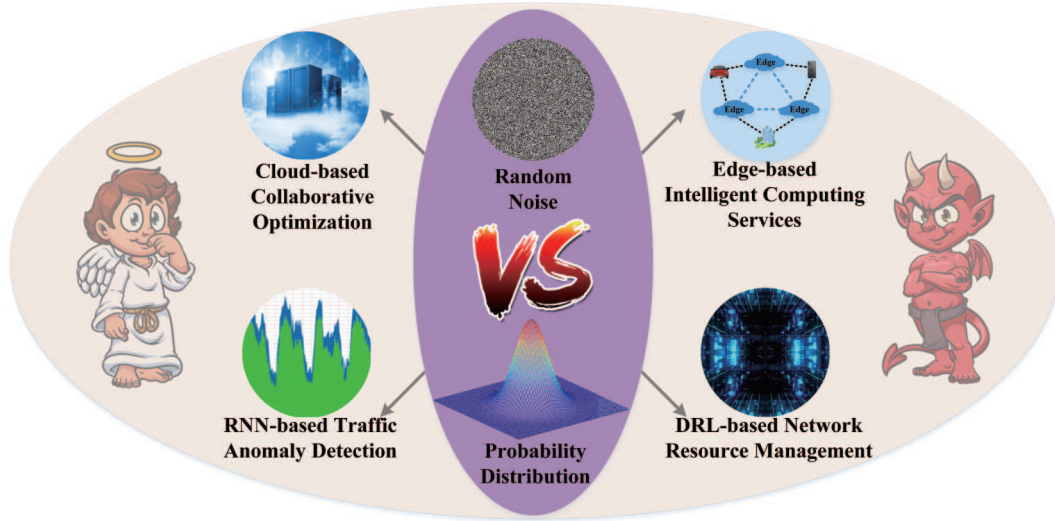 Edge
Edge
Edge
Cloud-based
Collaborative
Optimization
Random
Noise
Edge-based
Intelligent Computing
Services
VS
RNN-based Traffic
Anomaly Detection
Probability
Distribution
DRL-based Network
Resource Management